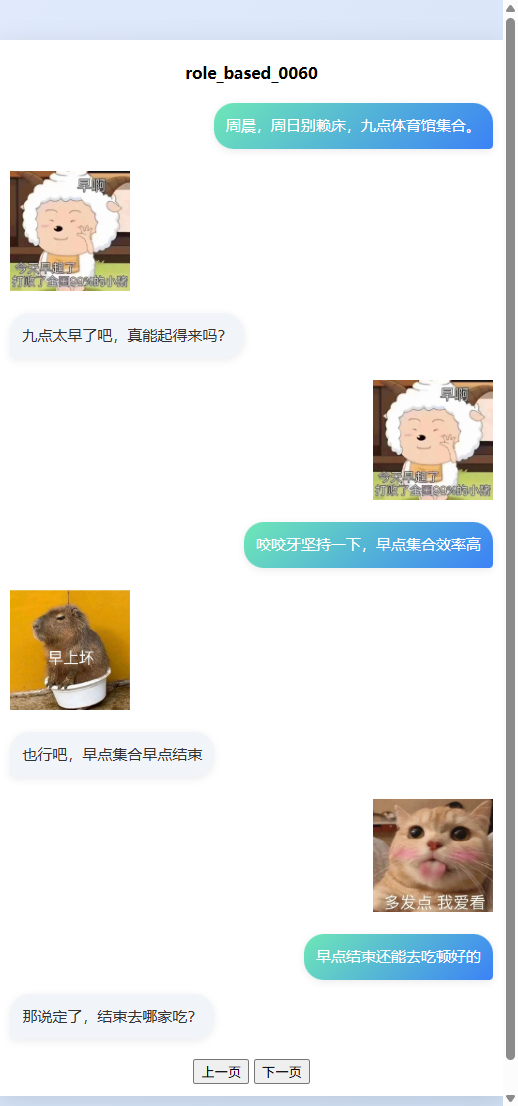 role_based_0060
周晨，周日别赖床，九点体育馆集合。
早啊
今天早起了
打败了全国99%的小猪
九点太早了吧，真能起得来吗？
早啊
今天早起了
打败了全国99%的小猪
咬咬牙坚持一下，早点集合效率高
早上坏
也行吧，早点集合早点结束
多发点 我爱看
早点结束还能去吃顿好的
那说定了，结束去哪家吃？
上一页 下一页